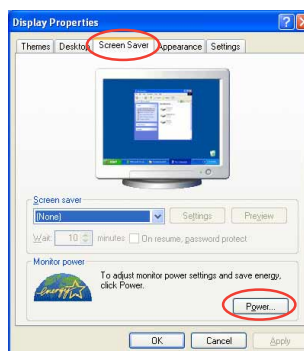 Display Properties
Themes Desktop Screen Saver Appearance Settings
Screen saver
(None) Settings Preview
Wait: 10 minutes On resume, password protect
Monitor power
To adjust monitor power settings and save energy,
click Power.
energy
Power...
OK Cancel Apply